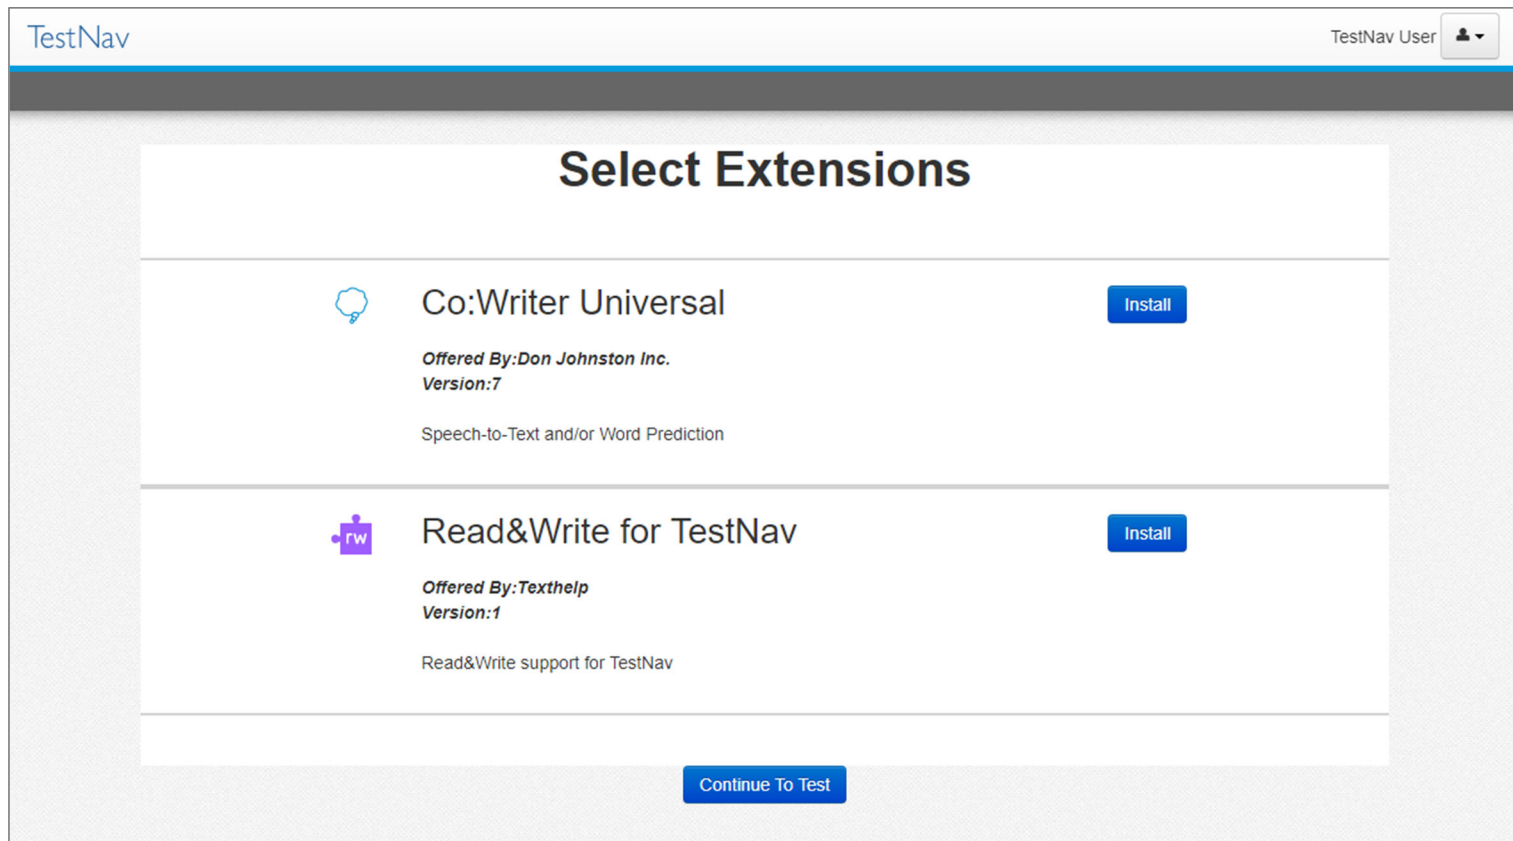 TestNav
TestNav User
Select Extensions
Co:Writer Universal
Install
Offered By:Don Johnston Inc.
Version:7
Speech-to-Text and/or Word Prediction
rw
Read&Write for TestNav
Install
Offered By:Texthelp
Version:1
Read&Write support for TestNav
Continue To Test